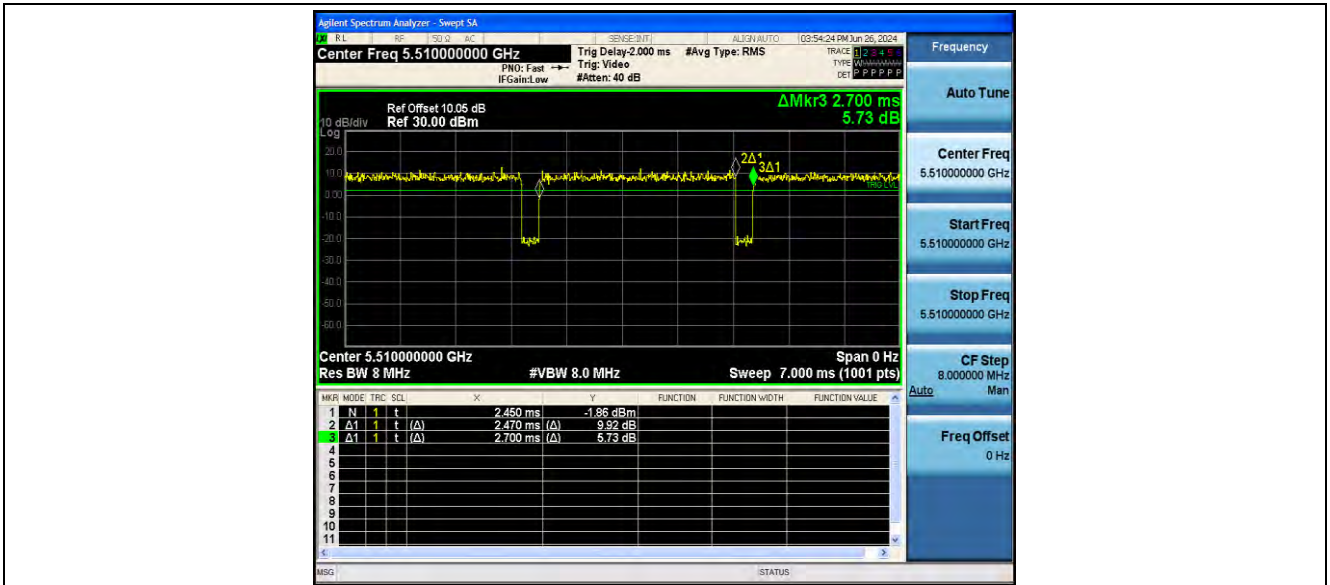 Agilent Spectrum Analyzer - Swept SA
RL RF 50 Ω AC SENSE:INT ALIGN AUTO 03:54:24 PM Jun 26, 2024
Center Freq 5.510000000 GHz
PNO: Fast
IFGain:Low
Trig Delay-2.000 ms
Trig: Video
#Atten: 40 dB
#Avg Type: RMS
TRACE 1 2 3 4 5 6
TYPE W
DET P P P P P P
Ref Offset 10.05 dB
10 dB/div Ref 30.00 dBm
Log
ΔMkr3 2.700 ms
5.73 dB
20.0
10.0
0.00
-10.0
-20.0
-30.0
-40.0
-50.0
-60.0
2Δ1
3Δ1
TRIG LVL
Center 5.510000000 GHz Span 0 Hz
Res BW 8 MHz #VBW 8.0 MHz Sweep 7.000 ms (1001 pts)
MKR MODE TRC SCL X Y FUNCTION FUNCTION WIDTH FUNCTION VALUE
1 N 1 t 2.450 ms -1.86 dBm
2 Δ1 1 t (Δ) 2.470 ms (Δ) 9.92 dB
3 Δ1 1 t (Δ) 2.700 ms (Δ) 5.73 dB
4
5
6
7
8
9
10
11
MSG STATUS
Frequency
Auto Tune
Center Freq
5.510000000 GHz
Start Freq
5.510000000 GHz
Stop Freq
5.510000000 GHz
CF Step
8.000000 MHz
Auto Man
Freq Offset
0 Hz